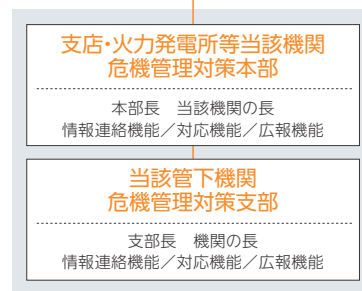 支店・火力発電所等当該機関
危機管理対策本部
本部長　当該機関の長
情報連絡機能／対応機能／広報機能
当該管下機関
危機管理対策支部
支部長　機関の長
情報連絡機能／対応機能／広報機能